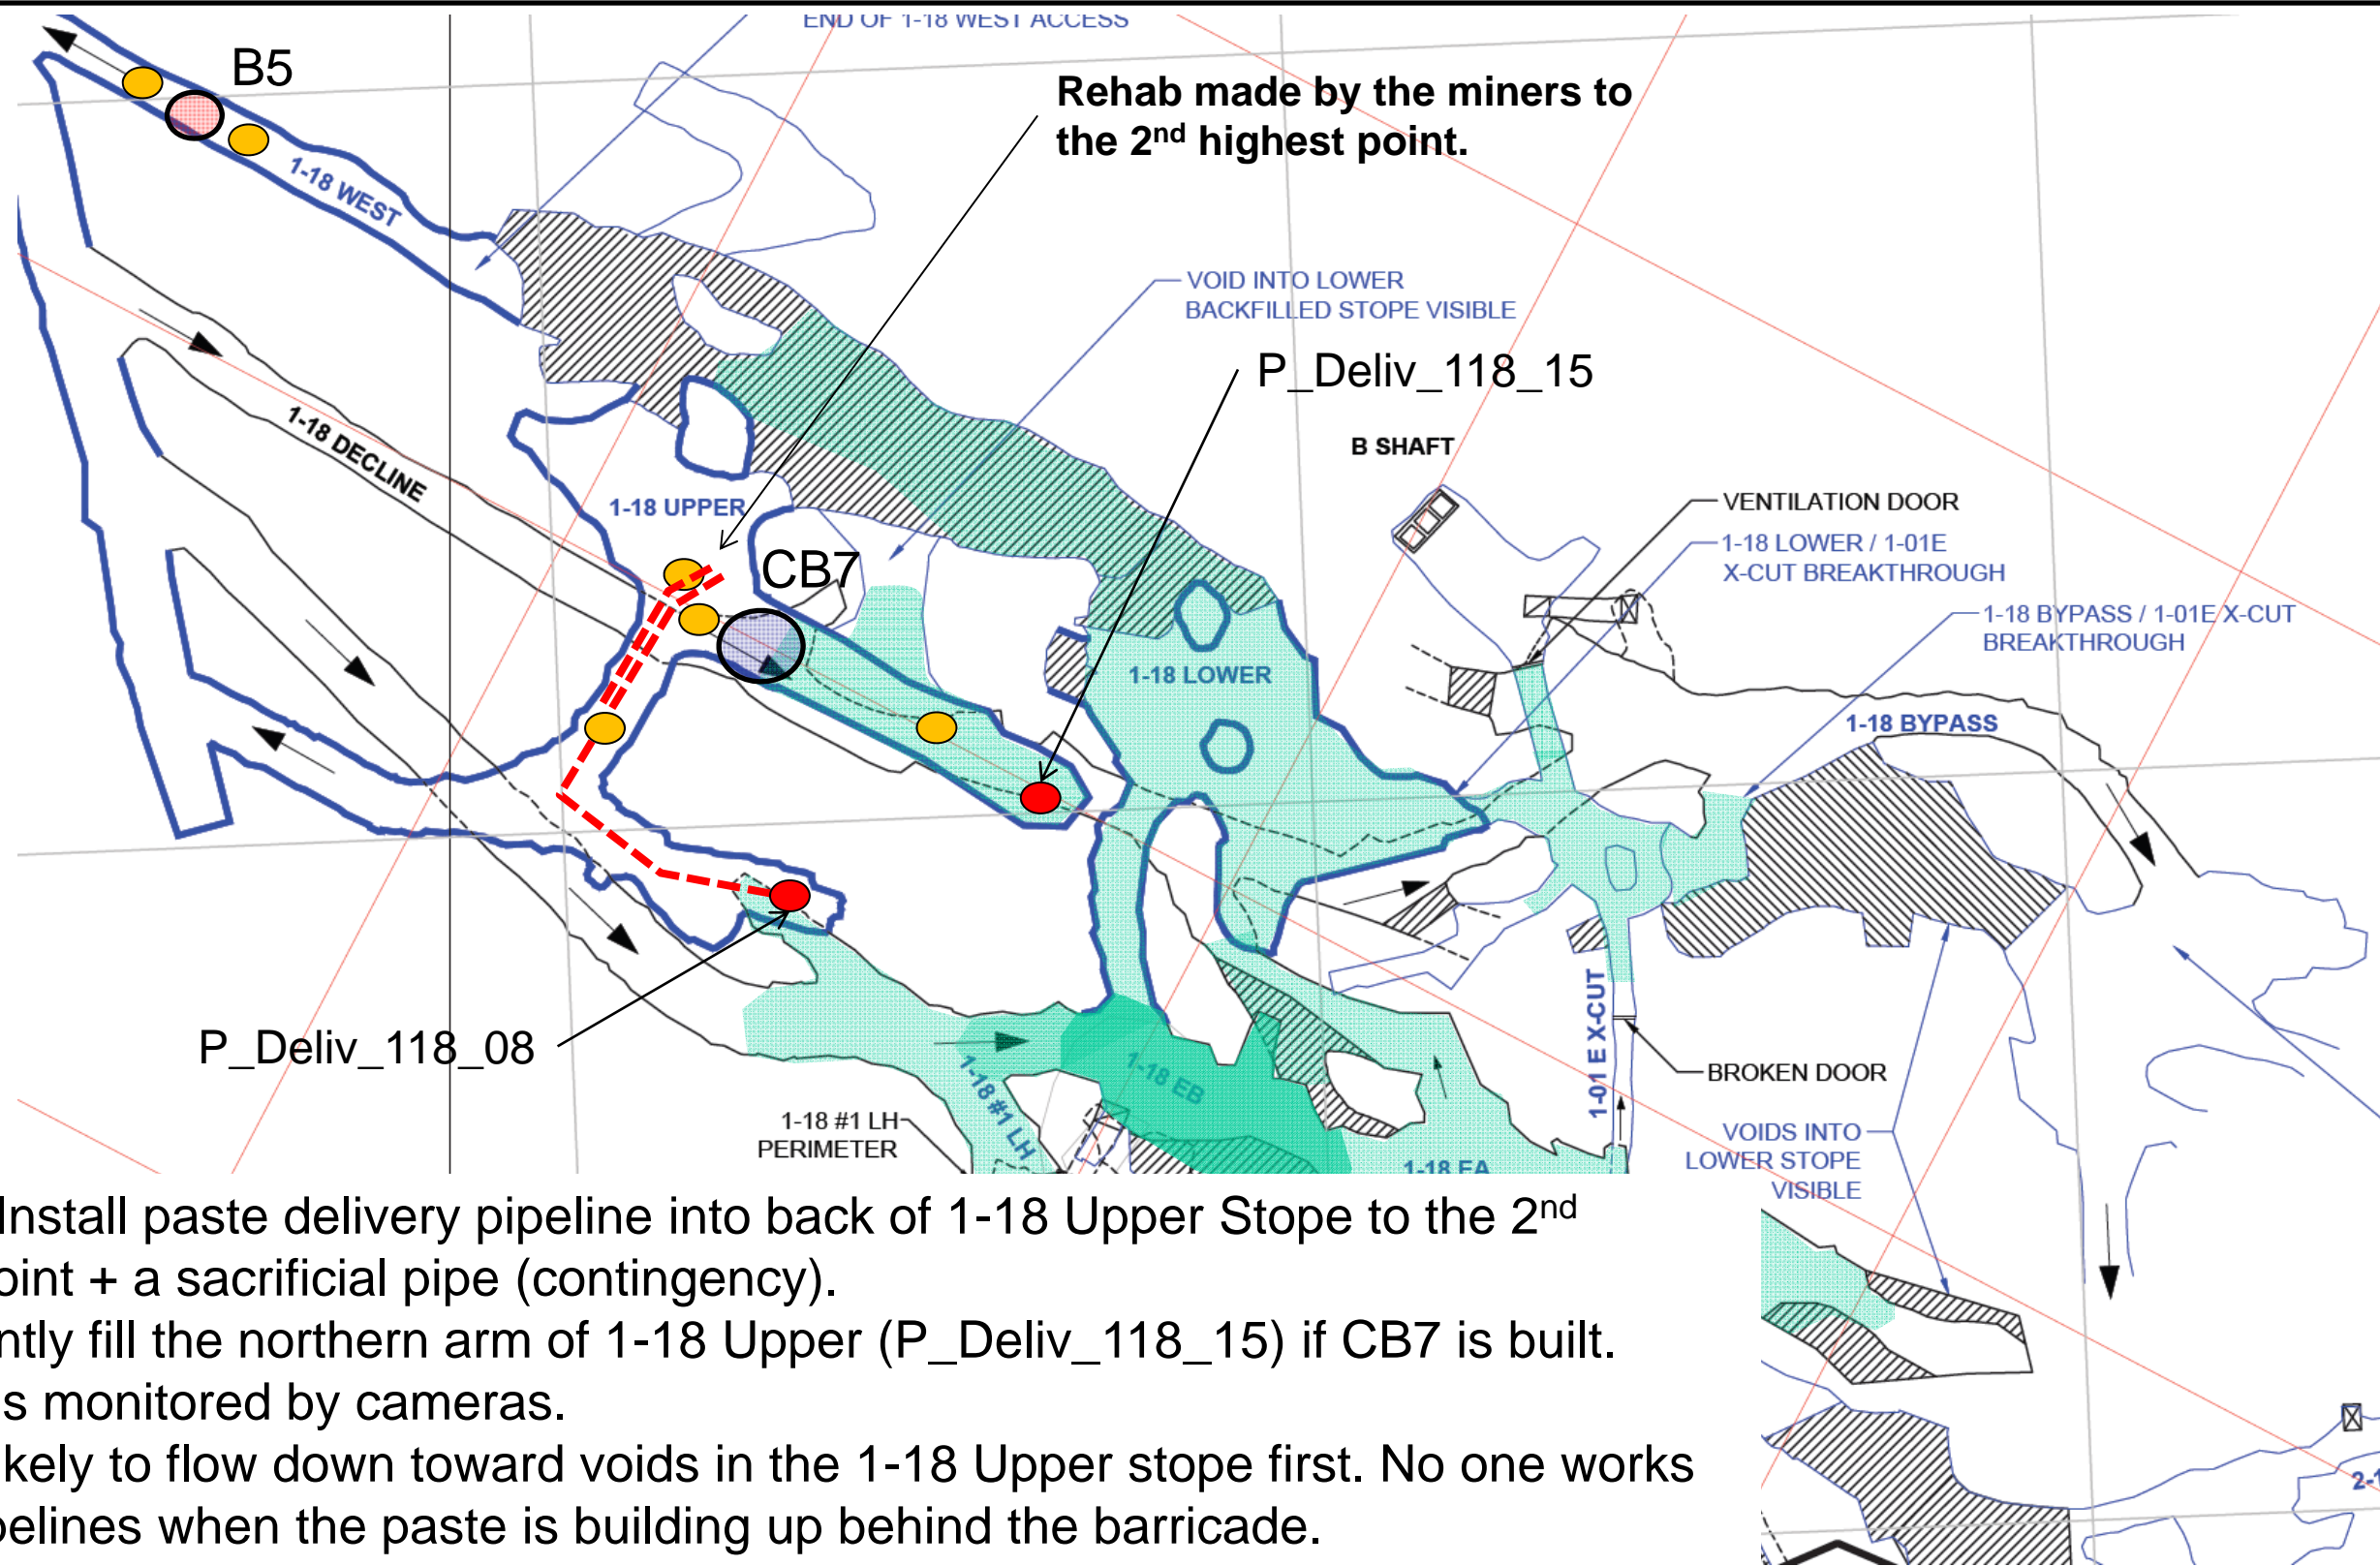 END OF 1-18 WEST ACCESS
B5
Rehab made by the miners to
the 2nd highest point.
1-18 WEST
VOID INTO LOWER
BACKFILLED STOPE VISIBLE
P_Deliv_118_15
B SHAFT
1-18 DECLINE
1-18 UPPER
VENTILATION DOOR
1-18 LOWER / 1-01E
X-CUT BREAKTHROUGH
CB7
1-18 BYPASS / 1-01E X-CUT
BREAKTHROUGH
1-18 LOWER
1-18 BYPASS
P_Deliv_118_08
1-01 E X-CUT
BROKEN DOOR
1-18 EB
1-18 #1 LH
1-18 #1 LH
PERIMETER
VOIDS INTO
LOWER STOPE
VISIBLE
1-18 EA
Install paste delivery pipeline into back of 1-18 Upper Stope to the 2nd
oint + a sacrificial pipe (contingency).
ntly fill the northern arm of 1-18 Upper (P_Deliv_118_15) if CB7 is built.
s monitored by cameras.
kely to flow down toward voids in the 1-18 Upper stope first. No one works
pelines when the paste is building up behind the barricade.